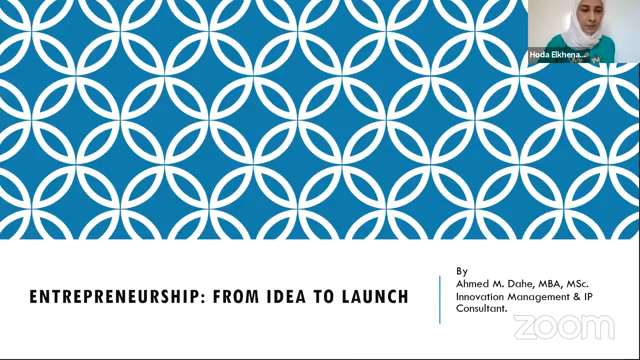 Hoda Elkhena...
ENTREPRENEURSHIP: FROM IDEA TO LAUNCH
By
Ahmed M. Dahe, MBA, MSc.
Innovation Management & IP
Consultant.
zoom